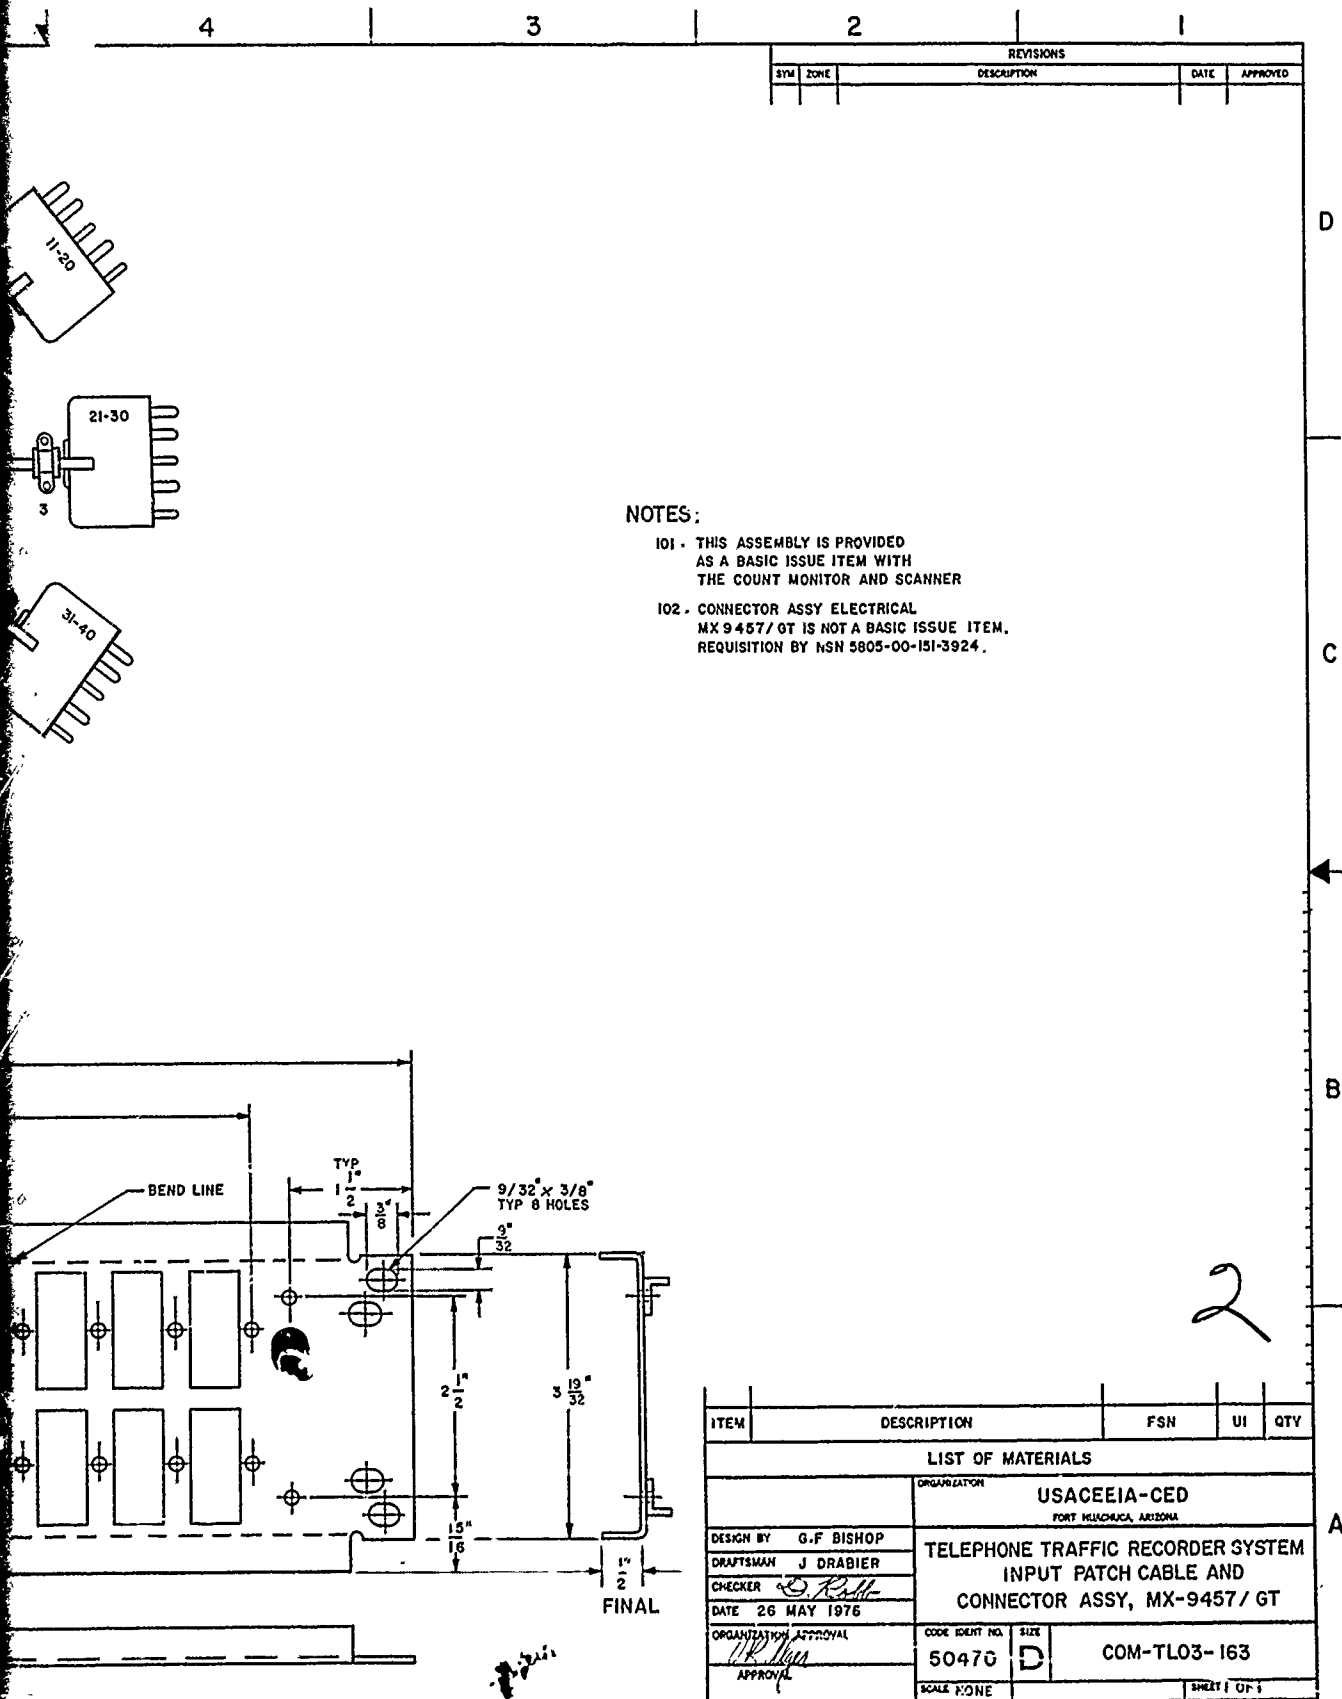 4 3 2 1
REVISIONS
SYM ZONE DESCRIPTION DATE APPROVED
D
11-20
21-30
3
NOTES:
101. THIS ASSEMBLY IS PROVIDED
AS A BASIC ISSUE ITEM WITH
THE COUNT MONITOR AND SCANNER
31-40
102. CONNECTOR ASSY ELECTRICAL
MX 9457/GT IS NOT A BASIC ISSUE ITEM.
REQUISITION BY NSN 5805-00-151-3924.
C
B
TYP
1 1/2"
BEND LINE
3/8"
9/32" x 3/8"
TYP 8 HOLES
9/32"
2
2 1/2"
3 19/32"
15/16"
1/2"
FINAL
ITEM DESCRIPTION FSN UI QTY
LIST OF MATERIALS
ORGANIZATION
USACEEIA-CED
FORT HUACHUCA, ARIZONA
A
DESIGN BY G.F BISHOP
DRAFTSMAN J DRABIER
CHECKER
DATE 26 MAY 1976
TELEPHONE TRAFFIC RECORDER SYSTEM
INPUT PATCH CABLE AND
CONNECTOR ASSY, MX-9457/GT
ORGANIZATION APPROVAL
APPROVAL
CODE IDENT NO. SIZE
50470 D COM-TL03-163
SCALE NONE SHEET 1 OF 1